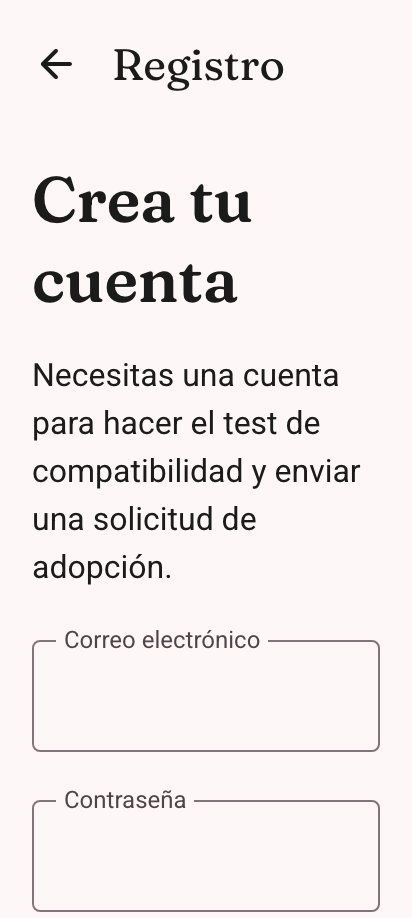 Registro
Crea tu
cuenta
Necesitas una cuenta
para hacer el test de
compatibilidad y enviar
una solicitud de
adopción.
Correo electrónico
Contraseña